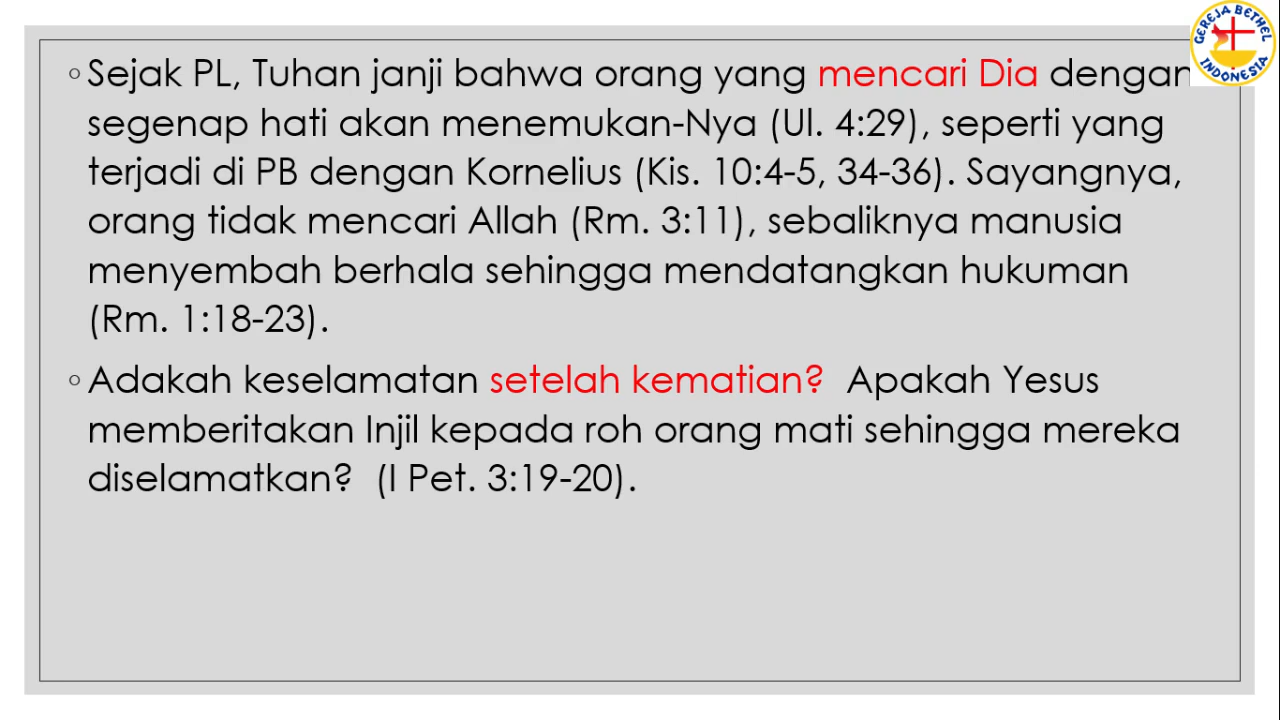 GEREJA BETHEL
INDONESIA
◦ Sejak PL, Tuhan janji bahwa orang yang mencari Dia dengan
segenap hati akan menemukan-Nya (Ul. 4:29), seperti yang
terjadi di PB dengan Kornelius (Kis. 10:4-5, 34-36). Sayangnya,
orang tidak mencari Allah (Rm. 3:11), sebaliknya manusia
menyembah berhala sehingga mendatangkan hukuman
(Rm. 1:18-23).
◦ Adakah keselamatan setelah kematian? Apakah Yesus
memberitakan Injil kepada roh orang mati sehingga mereka
diselamatkan? (I Pet. 3:19-20).